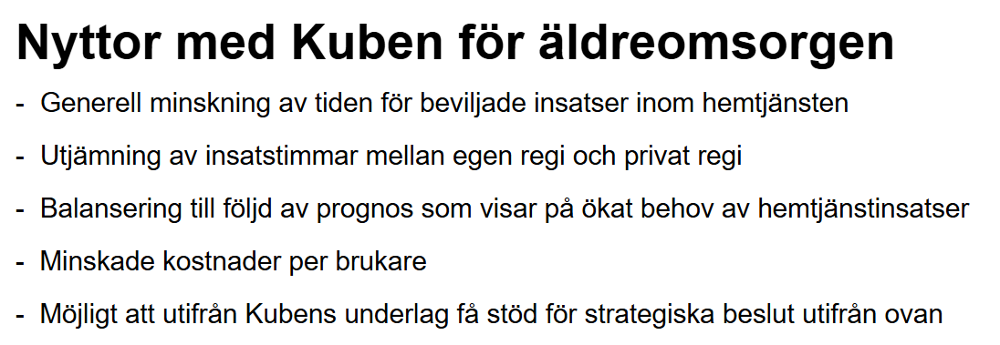 Nyttor med Kuben för äldreomsorgen
- Generell minskning av tiden för beviljade insatser inom hemtjänsten
- Utjämning av insatstimmar mellan egen regi och privat regi
- Balansering till följd av prognos som visar på ökat behov av hemtjänstinsatser
- Minskade kostnader per brukare
- Möjligt att utifrån Kubens underlag få stöd för strategiska beslut utifrån ovan